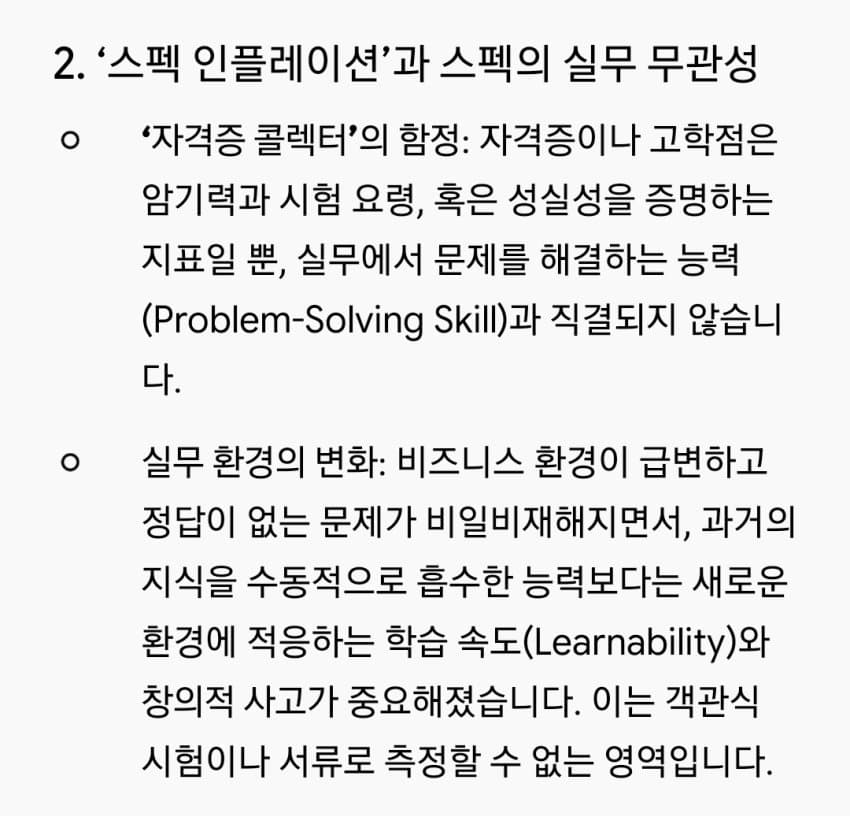 2. ‘스펙 인플레이션’과 스펙의 실무 무관성
‘자격증 콜렉터’의 함정: 자격증이나 고학점은
암기력과 시험 요령, 혹은 성실성을 증명하는
지표일 뿐, 실무에서 문제를 해결하는 능력
(Problem-Solving Skill)과 직결되지 않습니
다.
실무 환경의 변화: 비즈니스 환경이 급변하고
정답이 없는 문제가 비일비재해지면서, 과거의
지식을 수동적으로 흡수한 능력보다는 새로운
환경에 적응하는 학습 속도(Learnability)와
창의적 사고가 중요해졌습니다. 이는 객관식
시험이나 서류로 측정할 수 없는 영역입니다.